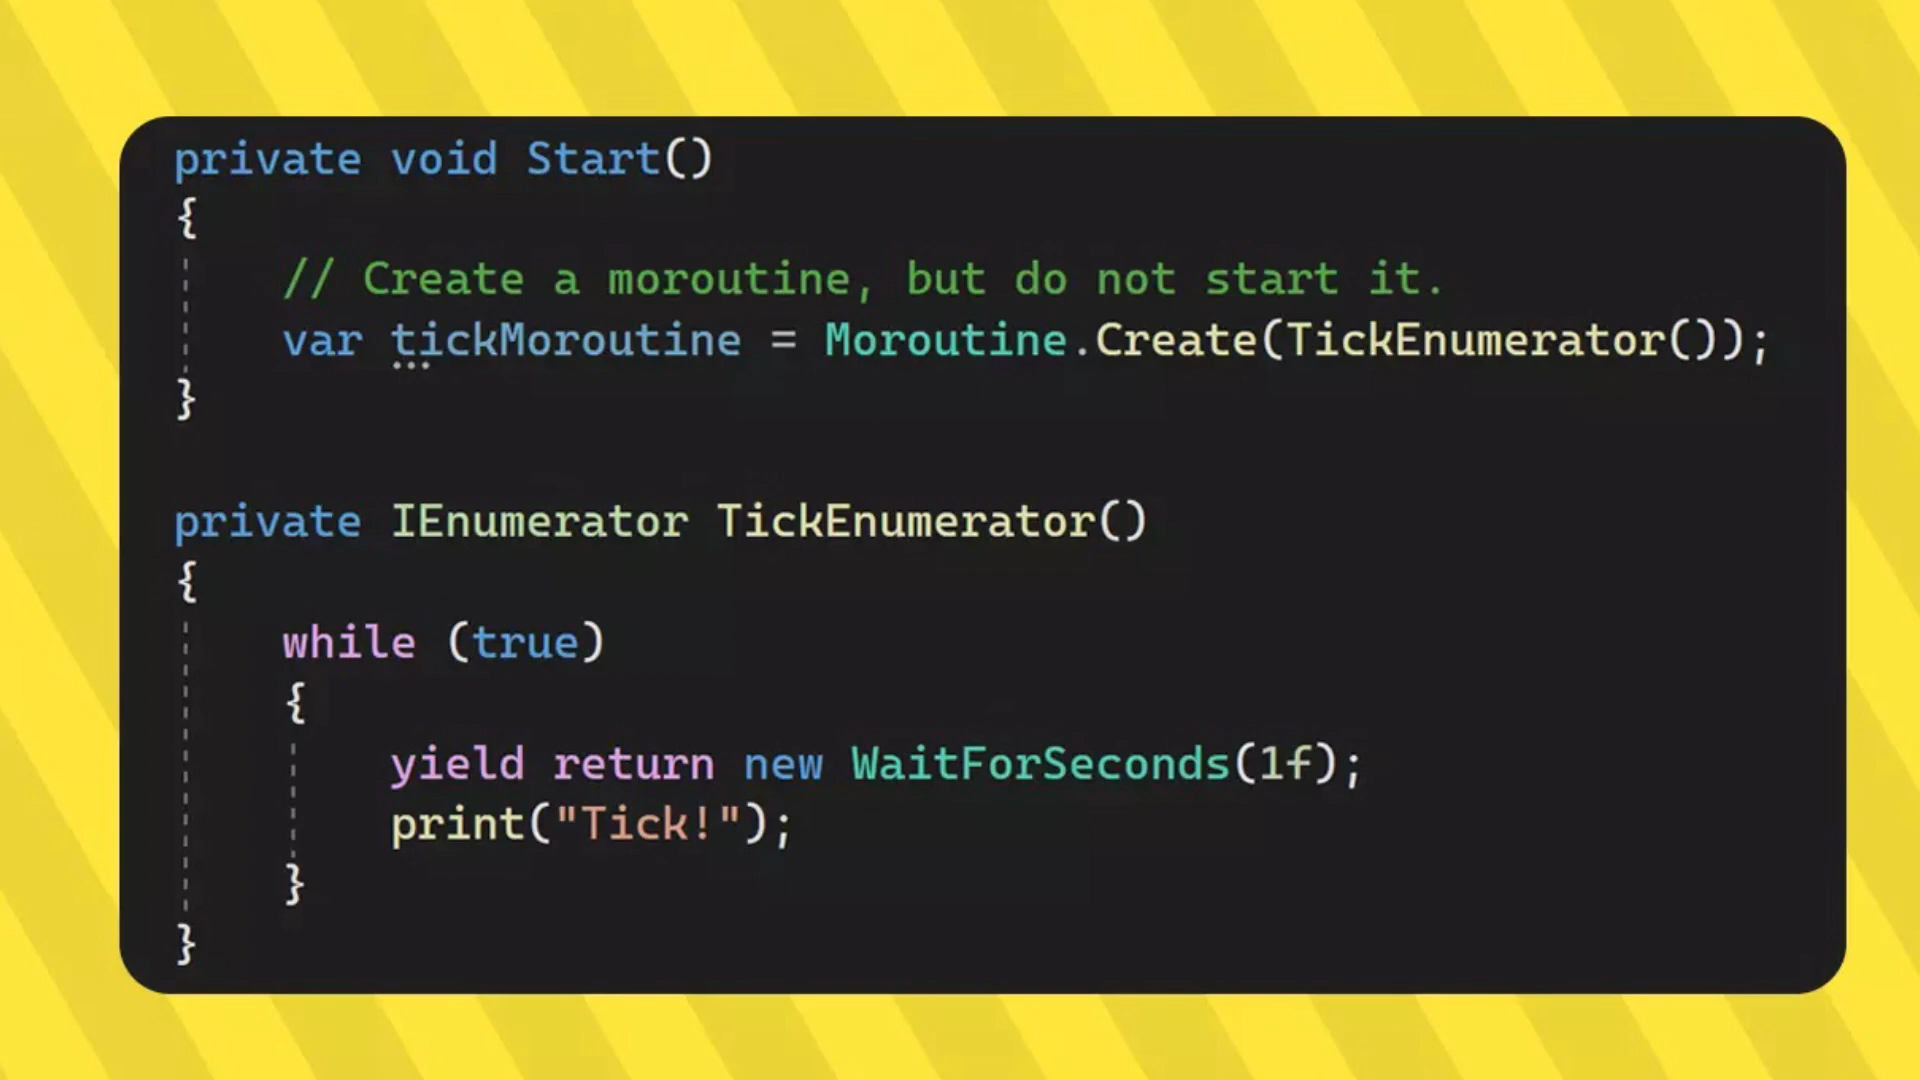 private void Start()
{
// Create a moroutine, but do not start it.
var tickMoroutine = Moroutine.Create(TickEnumerator());
}
private IEnumerator TickEnumerator()
{
while (true)
{
yield return new WaitForSeconds(1f);
print("Tick!");
}
}